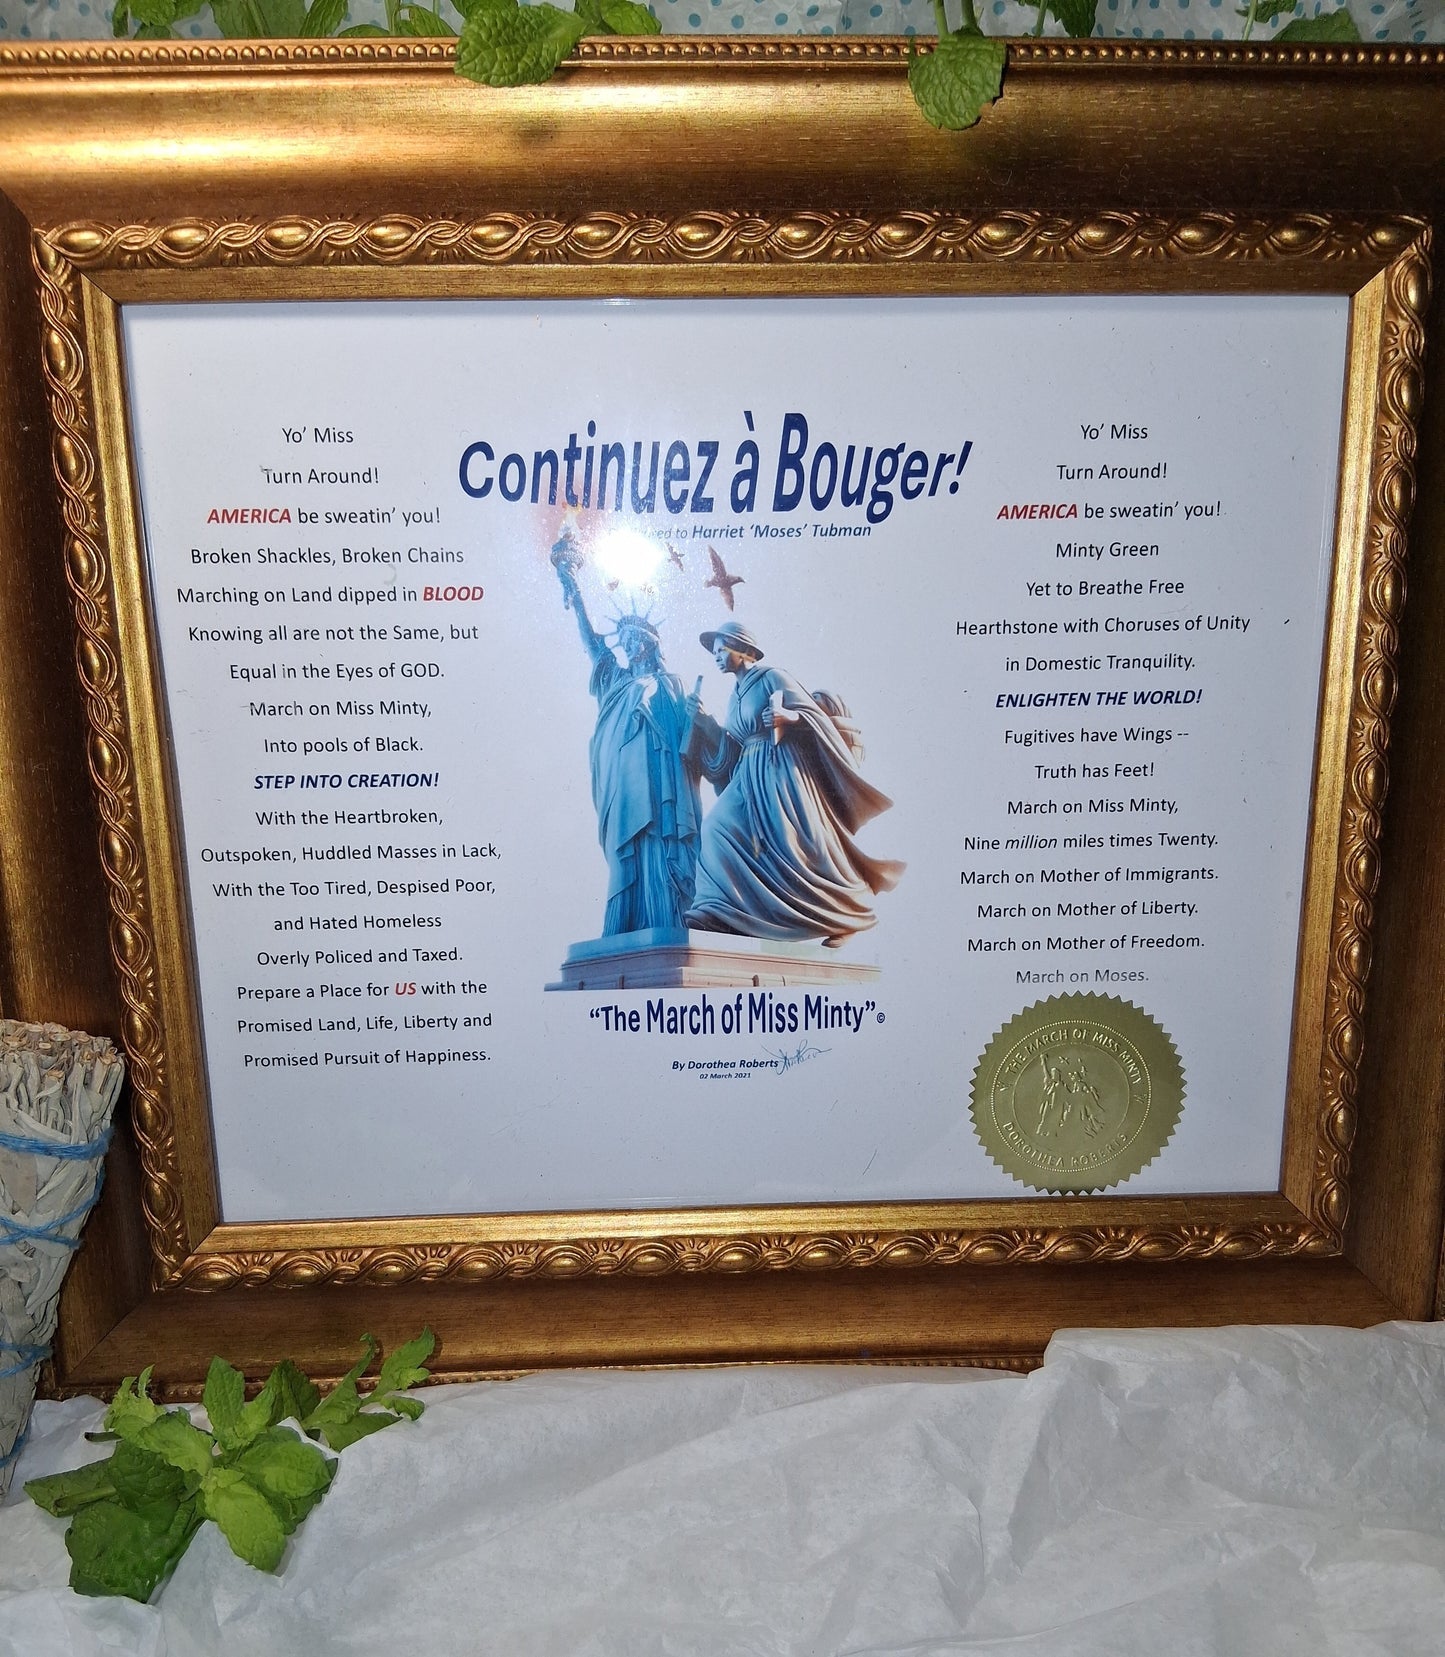 Continuez à Bouger!
to Harriet ‘Moses’ Tubman
Yo’ Miss
Turn Around!
AMERICA be sweatin’ you!
Broken Shackles, Broken Chains
Marching on Land dipped in BLOOD
Knowing all are not the Same, but
Equal in the Eyes of GOD.
March on Miss Minty,
Into pools of Black.
STEP INTO CREATION!
With the Heartbroken,
Outspoken, Huddled Masses in Lack,
With the Too Tired, Despised Poor,
and Hated Homeless
Overly Policed and Taxed.
Prepare a Place for US with the
Promised Land, Life, Liberty and
Promised Pursuit of Happiness.
Yo’ Miss
Turn Around!
AMERICA be sweatin’ you!
Minty Green
Yet to Breathe Free
Hearthstone with Choruses of Unity
in Domestic Tranquility.
ENLIGHTEN THE WORLD!
Fugitives have Wings --
Truth has Feet!
March on Miss Minty,
Nine million miles times Twenty.
March on Mother of Immigrants.
March on Mother of Liberty.
March on Mother of Freedom.
March on Moses.
“The March of Miss Minty”©
By Dorothea Roberts
02 March 2021
THE MARCH OF MISS MINTY
DOROTHEA ROBERTS